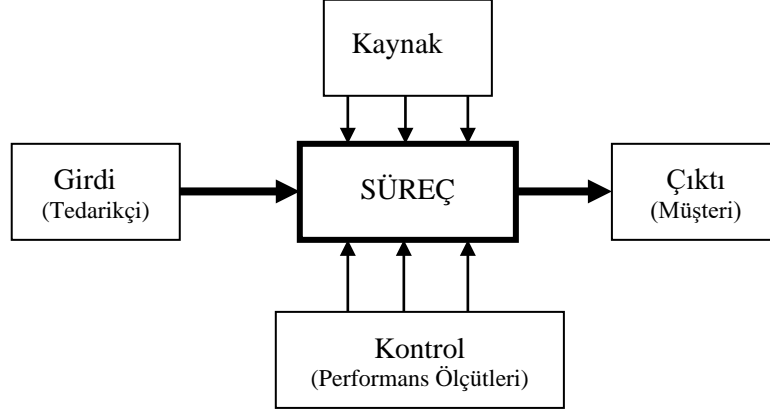 Kaynak
Girdi
(Tedarikçi)
SÜREÇ
Çıktı
(Müşteri)
Kontrol
(Performans Ölçütleri)